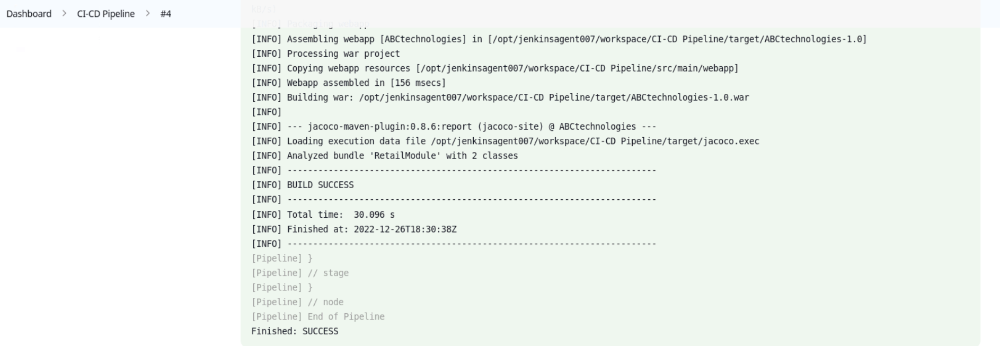 Dashboard > CI-CD Pipeline > #4
kB/s)
[INFO] Packaging webapp
[INFO] Assembling webapp [ABCtechnologies] in [/opt/jenkinsagent007/workspace/CI-CD Pipeline/target/ABCtechnologies-1.0]
[INFO] Processing war project
[INFO] Copying webapp resources [/opt/jenkinsagent007/workspace/CI-CD Pipeline/src/main/webapp]
[INFO] Webapp assembled in [156 msecs]
[INFO] Building war: /opt/jenkinsagent007/workspace/CI-CD Pipeline/target/ABCtechnologies-1.0.war
[INFO]
[INFO] --- jacoco-maven-plugin:0.8.6:report (jacoco-site) @ ABCtechnologies ---
[INFO] Loading execution data file /opt/jenkinsagent007/workspace/CI-CD Pipeline/target/jacoco.exec
[INFO] Analyzed bundle 'RetailModule' with 2 classes
[INFO] ------------------------------------------------------------------------
[INFO] BUILD SUCCESS
[INFO] ------------------------------------------------------------------------
[INFO] Total time:  30.096 s
[INFO] Finished at: 2022-12-26T18:30:38Z
[INFO] ------------------------------------------------------------------------
[Pipeline] }
[Pipeline] // stage
[Pipeline] }
[Pipeline] // node
[Pipeline] End of Pipeline
Finished: SUCCESS